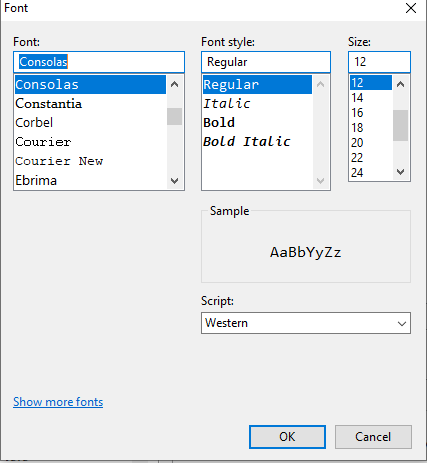 Font
Font: Font style: Size:
Consolas Regular 12
Consolas Regular 12
Constantia Italic 14
Corbel Bold 16
Courier Bold Italic 18
Courier New 20
Ebrima 22
24
Sample
AaBbYyZz
Script:
Western
Show more fonts
OK Cancel